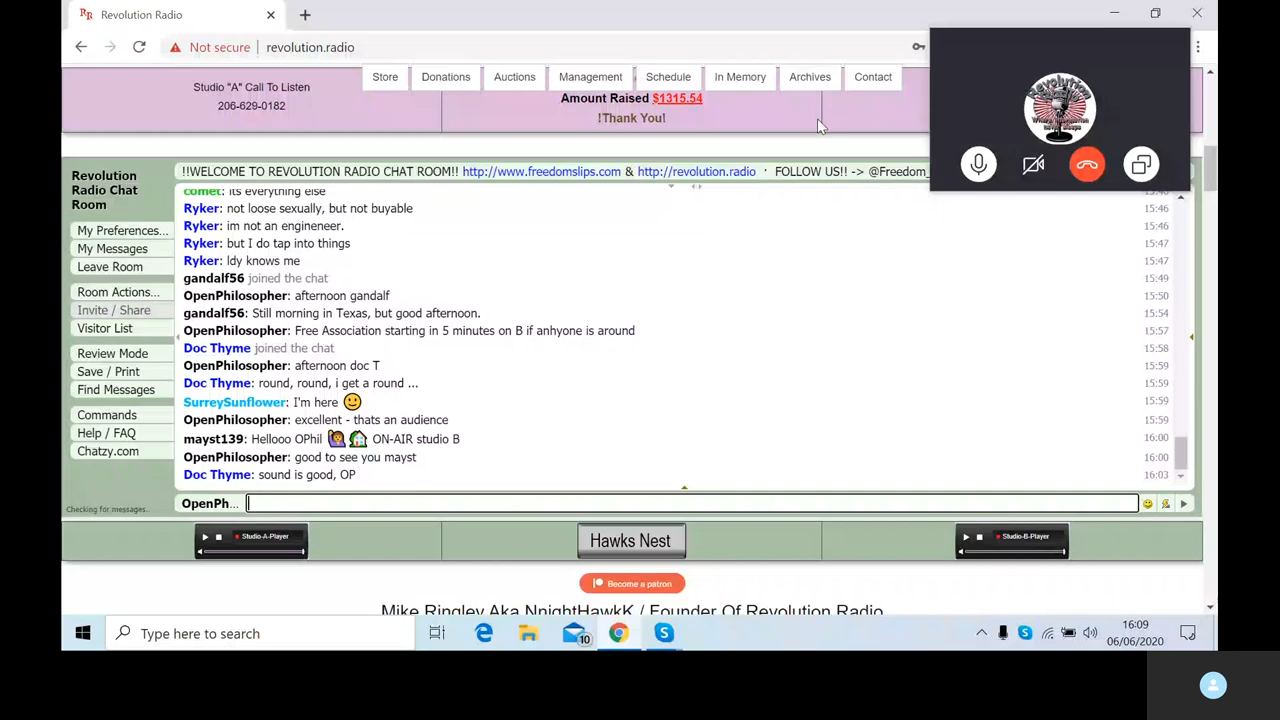 RR Revolution Radio
Not secure | revolution.radio
Store Donations Auctions Management Schedule In Memory Archives Contact
Studio "A" Call To Listen
206-629-0182
Amount Raised $1315.54
!Thank You!
Revolution
Radio Chat
Room
My Preferences...
My Messages
Leave Room
Room Actions...
Invite / Share
Visitor List
Review Mode
Save / Print
Find Messages
Commands
Help / FAQ
Chatzy.com
Checking for messages..
!!WELCOME TO REVOLUTION RADIO CHAT ROOM!! http://www.freedomslips.com & http://revolution.radio · FOLLOW US!! -> @Freedom_
comet: its everything else
Ryker: not loose sexually, but not buyable 15:46
Ryker: im not an engineneer. 15:46
Ryker: but I do tap into things 15:47
Ryker: ldy knows me 15:47
gandalf56 joined the chat 15:49
OpenPhilosopher: afternoon gandalf 15:50
gandalf56: Still morning in Texas, but good afternoon. 15:54
OpenPhilosopher: Free Association starting in 5 minutes on B if anhyone is around 15:57
Doc Thyme joined the chat 15:58
OpenPhilosopher: afternoon doc T 15:59
Doc Thyme: round, round, i get a round ... 15:59
SurreySunflower: I'm here 🙂 15:59
OpenPhilosopher: excellent - thats an audience 15:59
mayst139: Hellooo OPhil 🙋 🏡 ON-AIR studio B 16:00
OpenPhilosopher: good to see you mayst 16:00
Doc Thyme: sound is good, OP 16:03
OpenPh...
Studio-A-Player Hawks Nest Studio-B-Player
Become a patron
Mike Ringley Aka NnightHawkK / Founder Of Revolution Radio
Type here to search
10
16:09
06/06/2020